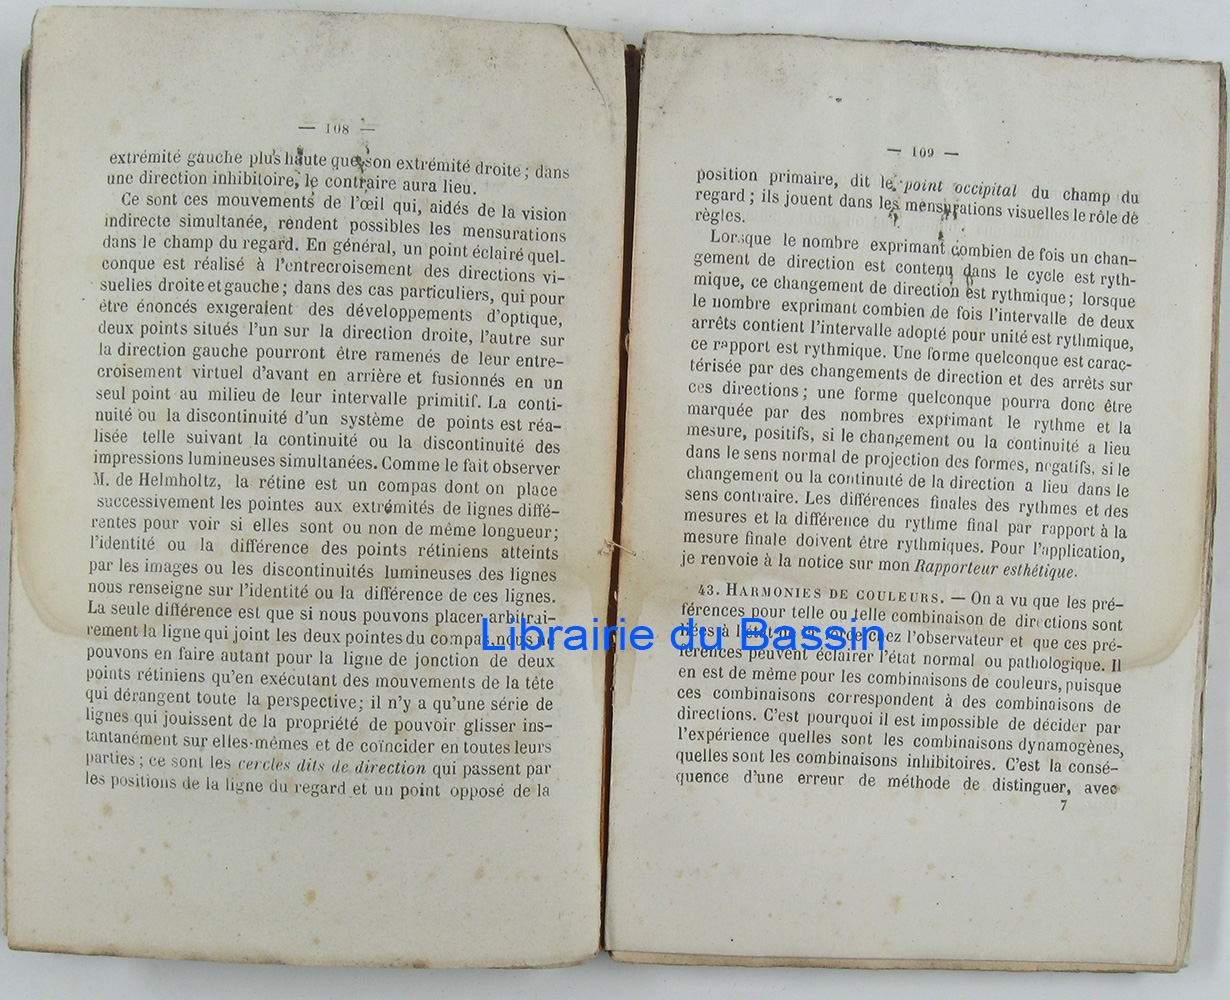 — 108 —
extrémité gauche plus haute que son extrémité droite ; dans
une direction inhibitoire, le contraire aura lieu.
Ce sont ces mouvements de l'œil qui, aidés de la vision
indirecte simultanée, rendent possibles les mensurations
dans le champ du regard. En général, un point éclairé quel-
conque est réalisé à l'entrecroisement des directions vi-
suelles droite et gauche ; dans des cas particuliers, qui pour
être énoncés exigeraient des développements d'optique,
deux points situés l'un sur la direction droite, l'autre sur
la direction gauche pourront être ramenés de leur entre-
croisement virtuel d'avant en arrière et fusionnés en un
seul point au milieu de leur intervalle primitif. La conti-
nuité ou la discontinuité d'un système de points est réa-
lisée telle suivant la continuité ou la discontinuité des
impressions lumineuses simultanées. Comme le fait observer
M. de Helmholtz, la rétine est un compas dont on place
successivement les pointes aux extrémités de lignes diffé-
rentes pour voir si elles sont ou non de même longueur ;
l'identité ou la différence des points rétiniens atteints
par les images ou les discontinuités lumineuses des lignes
nous renseigne sur l'identité ou la différence de ces lignes.
La seule différence est que si nous pouvons placer arbitrai-
rement la ligne qui joint les deux pointes du compas, nous ne
pouvons en faire autant pour la ligne de jonction de deux
points rétiniens qu'en exécutant des mouvements de la tête
qui dérangent toute la perspective ; il n'y a qu'une série de
lignes qui jouissent de la propriété de pouvoir glisser ins-
tantanément sur elles-mêmes et de coïncider en toutes leurs
parties ; ce sont les cercles dits de direction qui passent par
les positions de la ligne du regard et un point opposé de la
— 109 —
position primaire, dit le point occipital du champ du
regard ; ils jouent dans les mensurations visuelles le rôle de
règles.
Lorsque le nombre exprimant combien de fois un chan-
gement de direction est contenu dans le cycle est ryth-
mique, ce changement de direction est rythmique ; lorsque
le nombre exprimant combien de fois l'intervalle de deux
arrêts contient l'intervalle adopté pour unité est rythmique,
ce rapport est rythmique. Une forme quelconque est carac-
térisée par des changements de direction et des arrêts sur
ces directions ; une forme quelconque pourra donc être
marquée par des nombres exprimant le rythme et la
mesure, positifs, si le changement ou la continuité a lieu
dans le sens normal de projection des formes, négatifs, si le
changement ou la continuité de la direction a lieu dans le
sens contraire. Les différences finales des rythmes et des
mesures et la différence du rythme final par rapport à la
mesure finale doivent être rythmiques. Pour l'application,
je renvoie à la notice sur mon Rapporteur esthétique.
43. HARMONIES DE COULEURS. — On a vu que les pré-
férences pour telle ou telle combinaison de directions sont
liées à l'état chez l'observateur et que ces pré-
férences peuvent éclairer l'état normal ou pathologique. Il
en est de même pour les combinaisons de couleurs, puisque
ces combinaisons correspondent à des combinaisons de
directions. C'est pourquoi il est impossible de décider par
l'expérience quelles sont les combinaisons dynamogènes,
quelles sont les combinaisons inhibitoires. C'est la consé-
quence d'une erreur de méthode de distinguer, avec
7
Librairie du Bassin